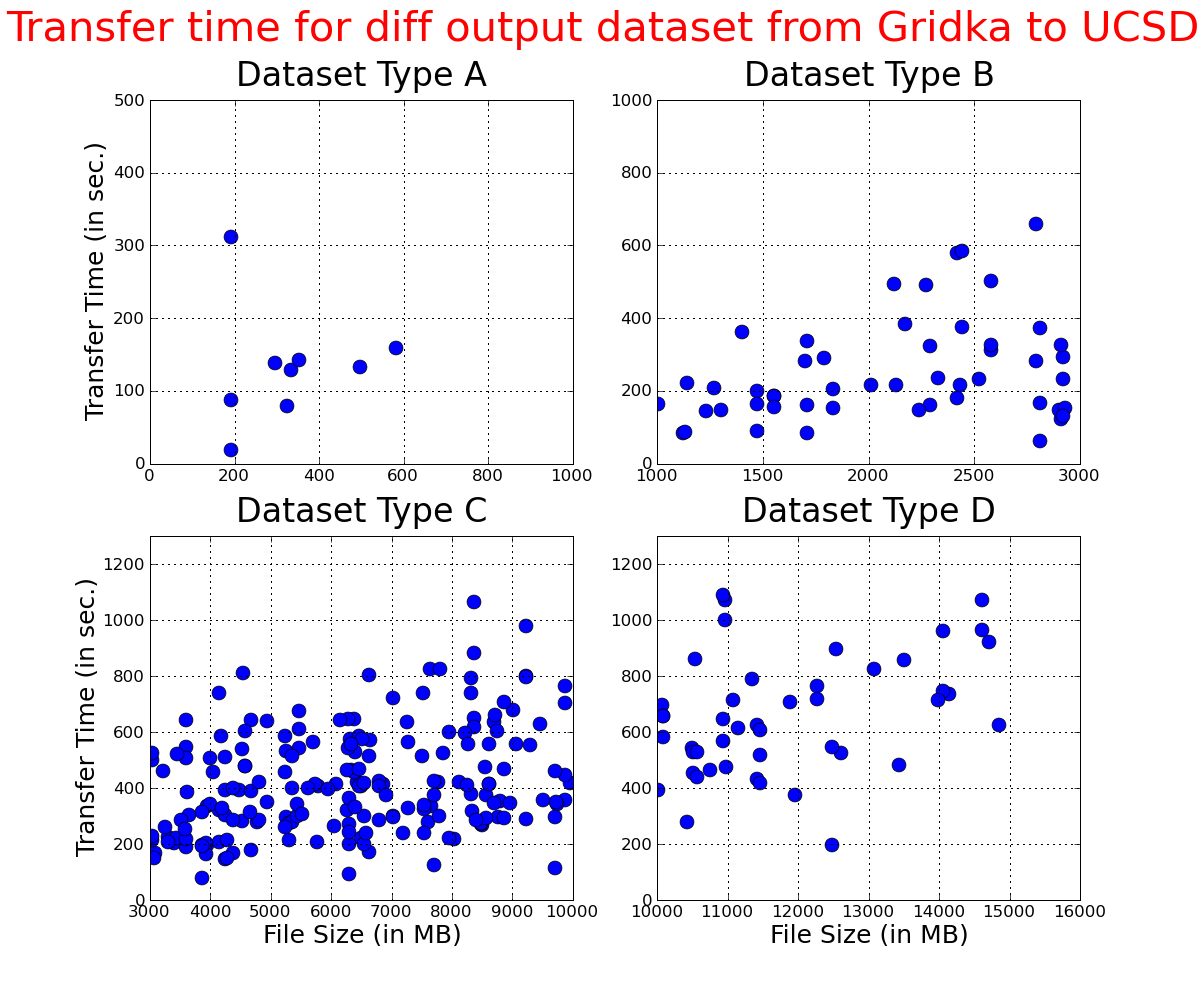 Transfer time for diff output dataset from Gridka to UCSD
Dataset Type A
Dataset Type B
500
400
300
200
100
0
Transfer Time (in sec.)
0 200 400 600 800 1000
1000
800
600
400
200
0
1000 1500 2000 2500 3000
Dataset Type C
Dataset Type D
1200
1000
800
600
400
200
0
Transfer Time (in sec.)
3000 4000 5000 6000 7000 8000 9000 10000
File Size (in MB)
1200
1000
800
600
400
200
0
10000 11000 12000 13000 14000 15000 16000
File Size (in MB)